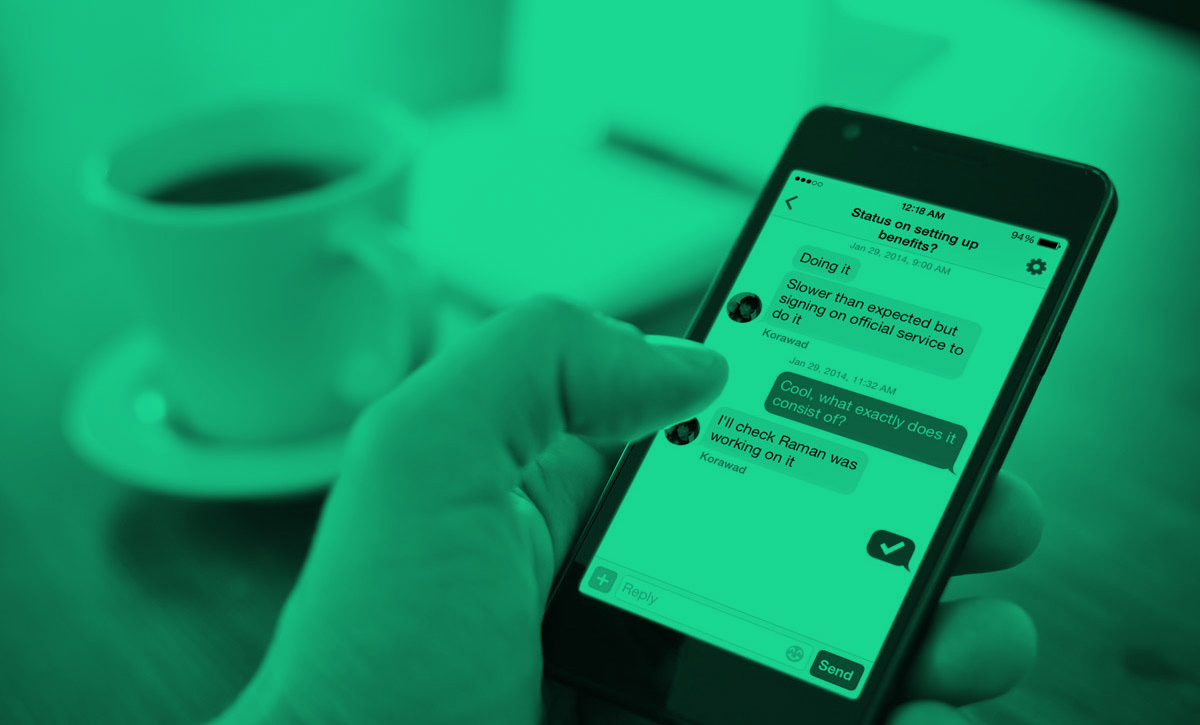 12:18 AM
94%
Status on setting up
benefits?
Jan 29, 2014, 9:00 AM
Doing it
Slower than expected but
signing on official service to
do it
Korawad
Jan 29, 2014, 11:32 AM
Cool, what exactly does it
consist of?
I'll check Raman was
working on it
Korawad
Reply
Send